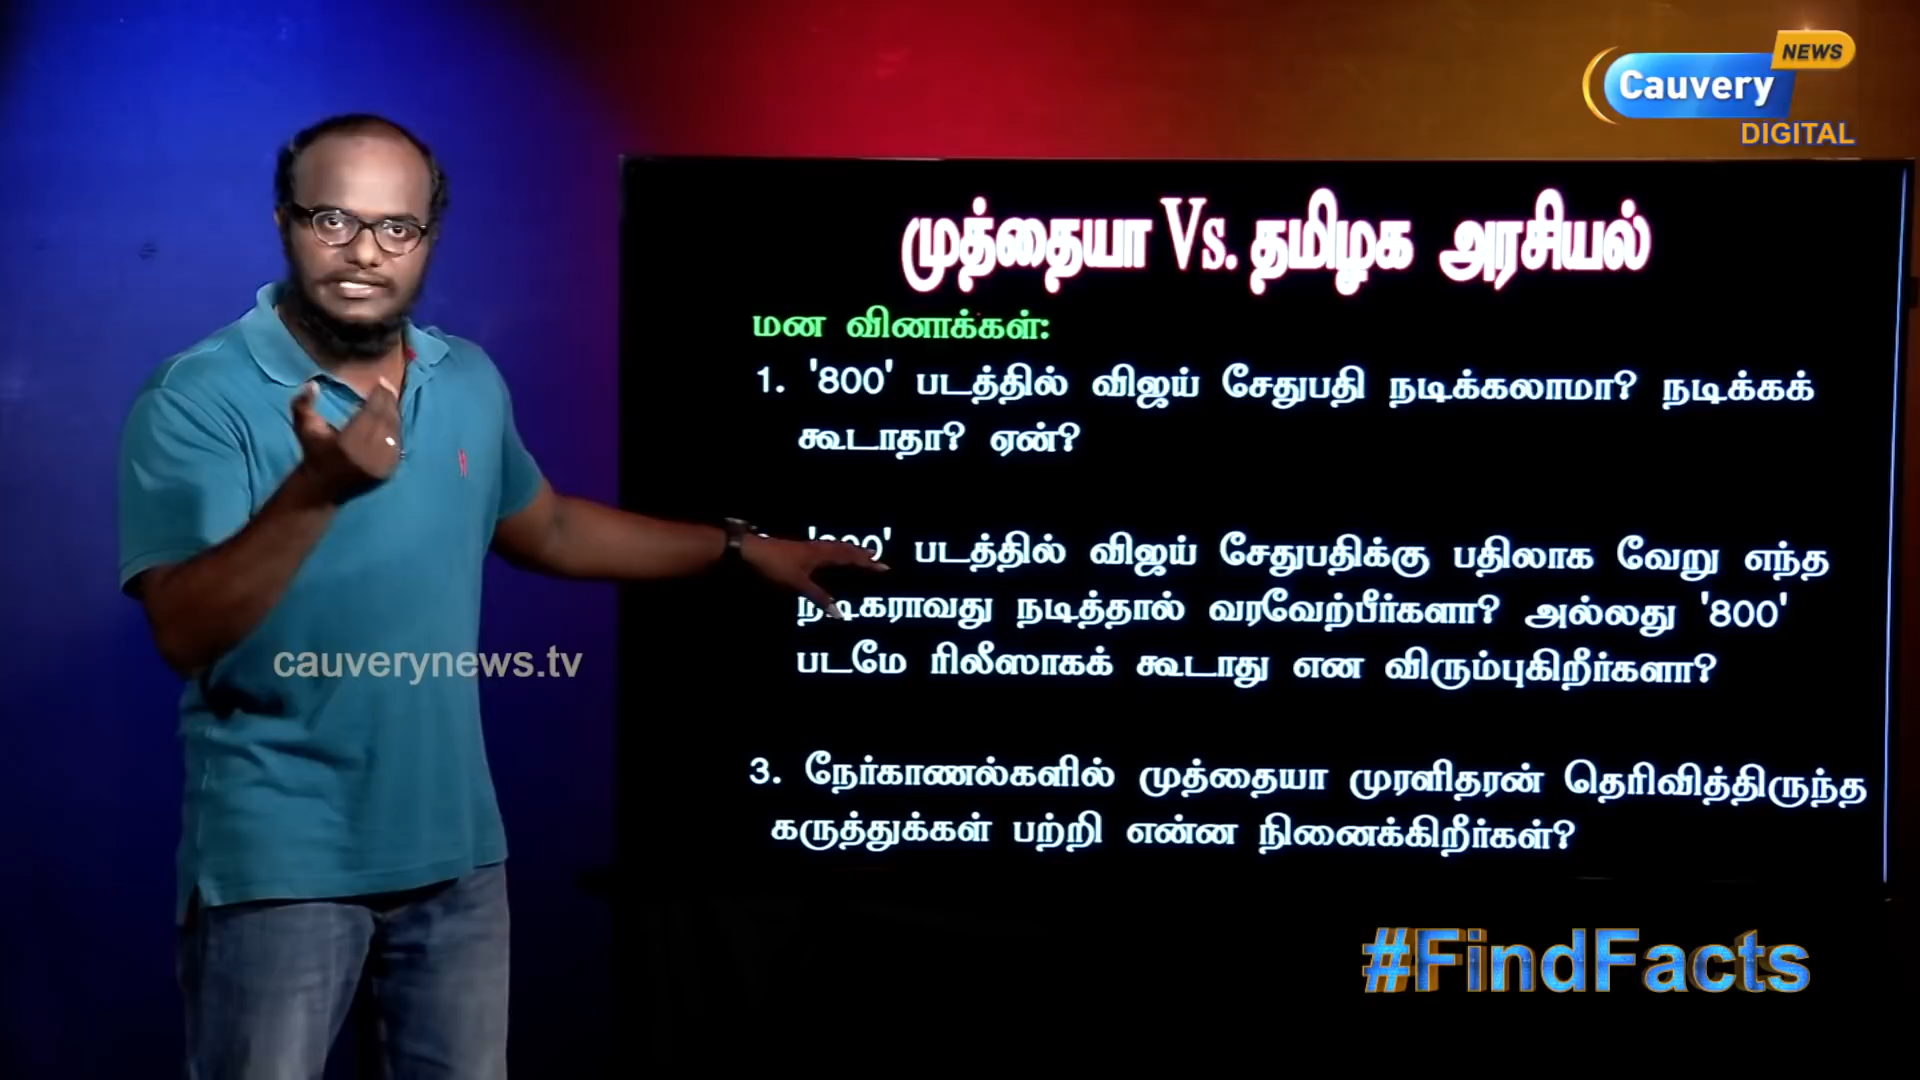 NEWS
Cauvery
DIGITAL
முத்தையா Vs. தமிழக அரசியல்
மன வினாக்கள்:
1. '800' படத்தில் விஜய் சேதுபதி நடிக்கலாமா? நடிக்கக்
கூடாதா? ஏன்?
படத்தில் விஜய் சேதுபதிக்கு பதிலாக வேறு எந்த
நடிகராவது நடித்தால் வரவேற்பீர்களா? அல்லது '800'
படமே ரிலீஸாகக் கூடாது என விரும்புகிறீர்களா?
3. நேர்காணல்களில் முத்தையா முரளிதரன் தெரிவித்திருந்த
கருத்துக்கள் பற்றி என்ன நினைக்கிறீர்கள்?
cauverynews.tv
#FindFacts